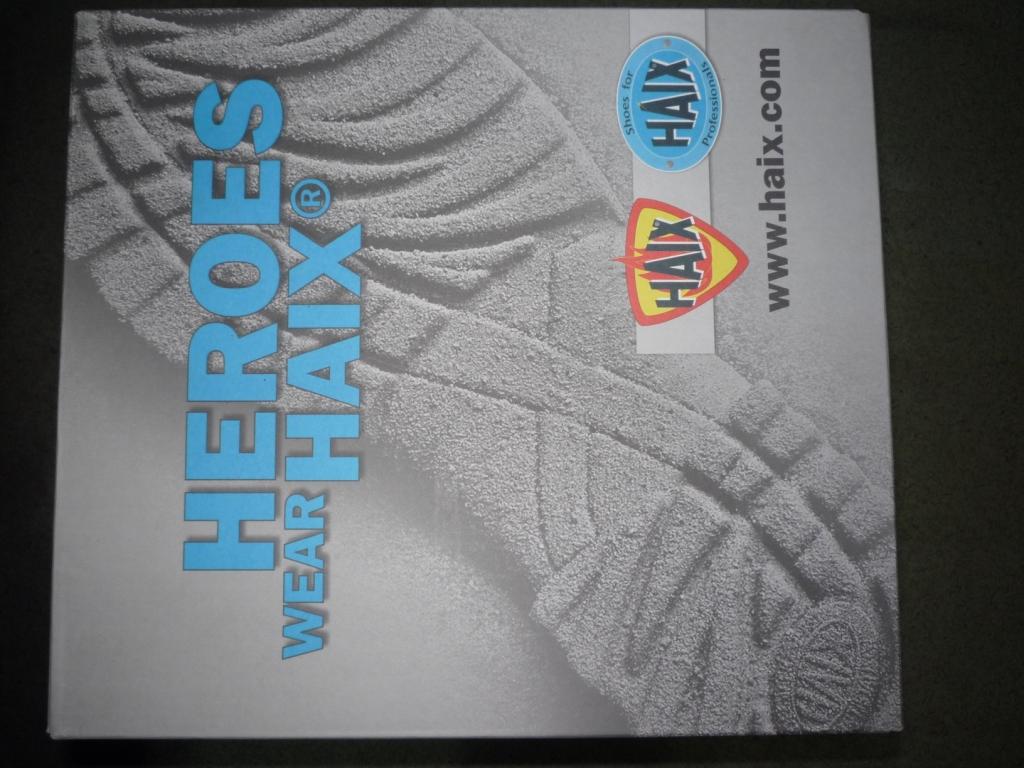 HEROES
WEAR HAIX®
Shoes for
HAIX
Professionals
HAIX
www.haix.com